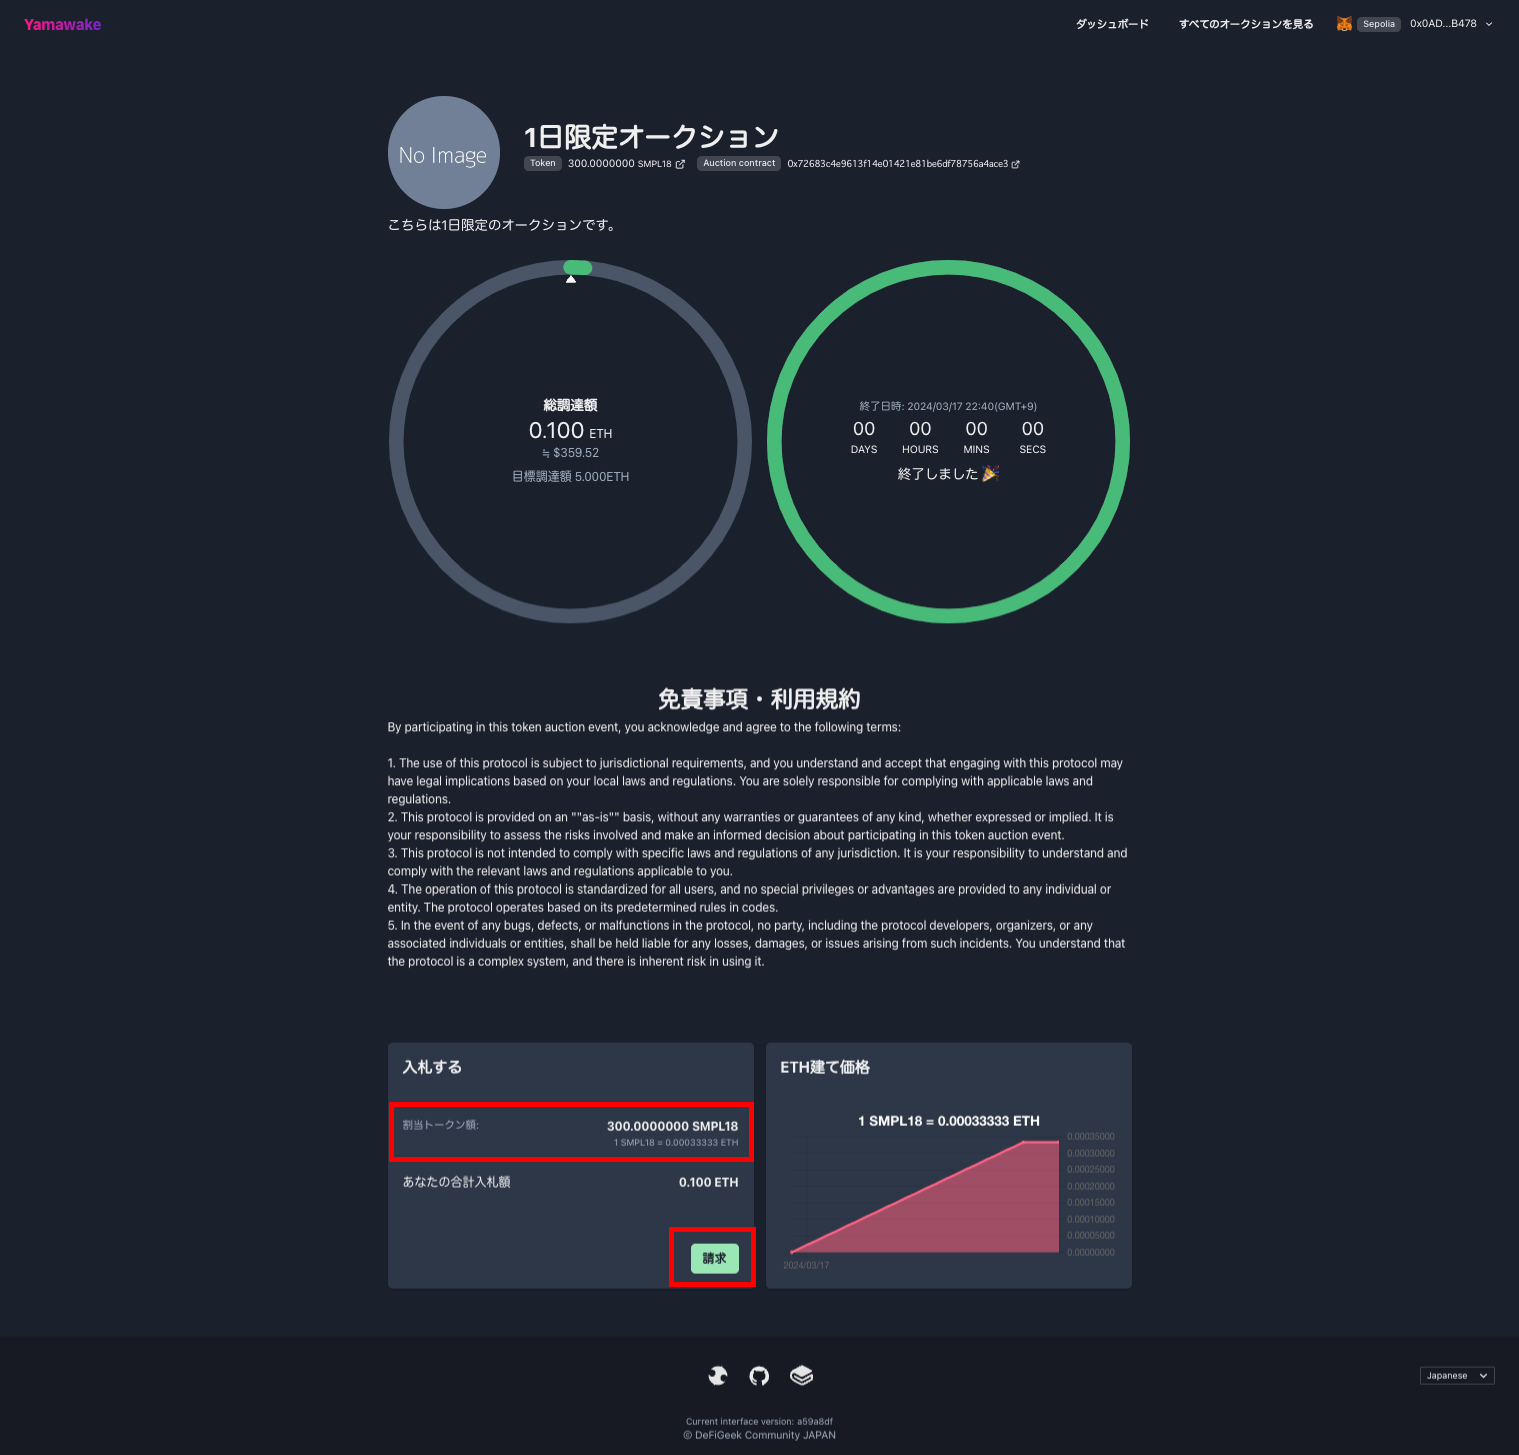 Yamawake
ダッシュボード
すべてのオークションを見る
Sepolia
0x0AD...B478
No Image
1日限定オークション
Token 300.0000000 SMPL18
Auction contract 0x72683c4e9613f14e01421e81be6df78756a4ace3
こちらは1日限定のオークションです。
総調達額
0.100 ETH
≒ $359.52
目標調達額 5.000ETH
終了日時: 2024/03/17 22:40(GMT+9)
00 00 00 00
DAYS HOURS MINS SECS
終了しました 🎉
免責事項・利用規約
By participating in this token auction event, you acknowledge and agree to the following terms:
1. The use of this protocol is subject to jurisdictional requirements, and you understand and accept that engaging with this protocol may
have legal implications based on your local laws and regulations. You are solely responsible for complying with applicable laws and
regulations.
2. This protocol is provided on an ""as-is"" basis, without any warranties or guarantees of any kind, whether expressed or implied. It is
your responsibility to assess the risks involved and make an informed decision about participating in this token auction event.
3. This protocol is not intended to comply with specific laws and regulations of any jurisdiction. It is your responsibility to understand and
comply with the relevant laws and regulations applicable to you.
4. The operation of this protocol is standardized for all users, and no special privileges or advantages are provided to any individual or
entity. The protocol operates based on its predetermined rules in codes.
5. In the event of any bugs, defects, or malfunctions in the protocol, no party, including the protocol developers, organizers, or any
associated individuals or entities, shall be held liable for any losses, damages, or issues arising from such incidents. You understand that
the protocol is a complex system, and there is inherent risk in using it.
入札する
割当トークン額: 300.0000000 SMPL18
1 SMPL18 = 0.00033333 ETH
あなたの合計入札額 0.100 ETH
請求
ETH建て価格
1 SMPL18 = 0.00033333 ETH
0.00035000
0.00030000
0.00025000
0.00020000
0.00015000
0.00010000
0.00005000
0.00000000
2024/03/17
Japanese
Current interface version: a59a8df
© DeFiGeek Community JAPAN